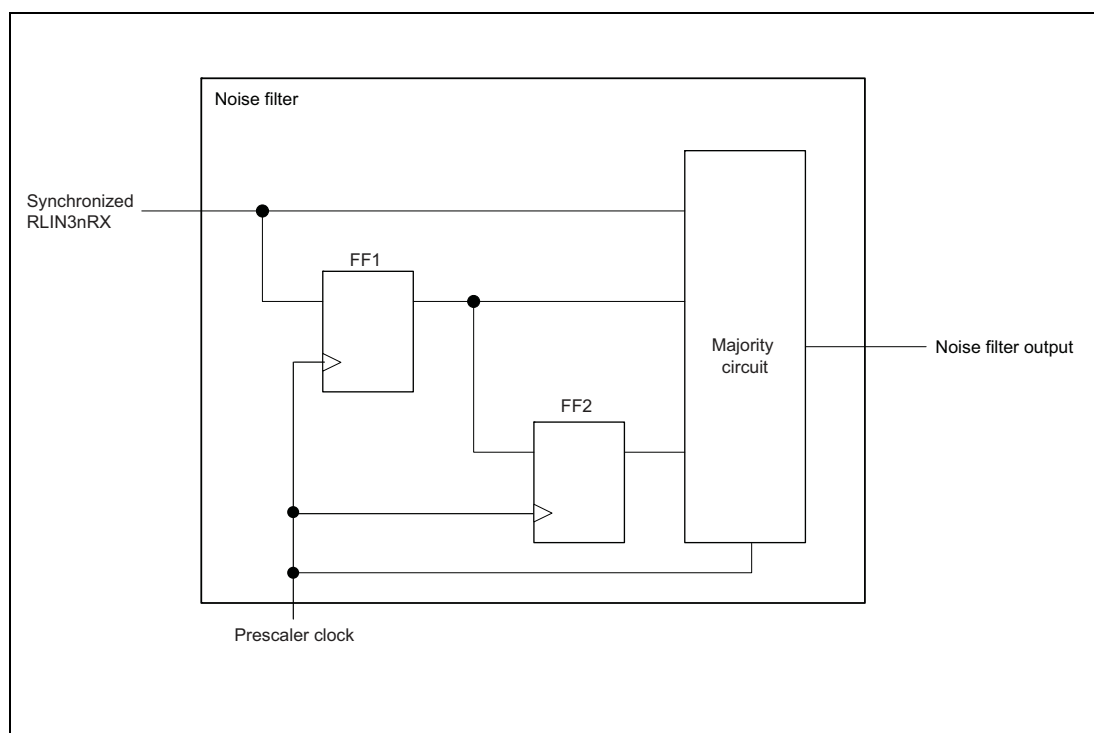 Noise filter
Synchronized
RLIN3nRX
FF1
Majority
circuit
Noise filter output
FF2
Prescaler clock